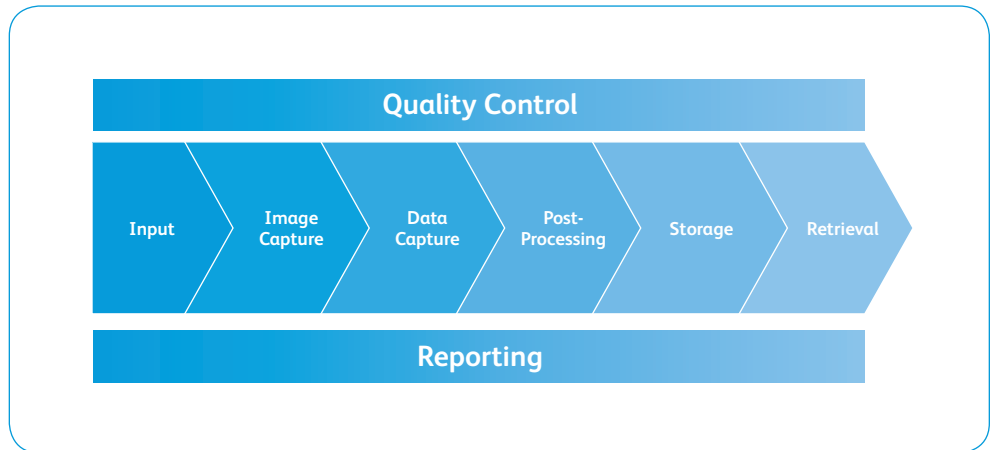 Quality Control
Input
Image
Capture
Data
Capture
Post-
Processing
Storage
Retrieval
Reporting